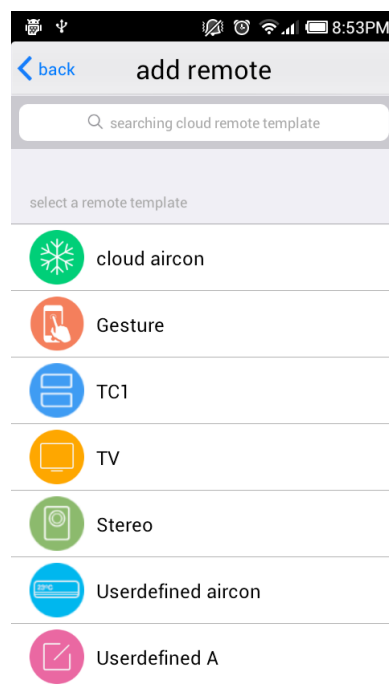 8:53PM
back
add remote
searching cloud remote template
select a remote template
cloud aircon
Gesture
TC1
TV
Stereo
23ºC
Userdefined aircon
Userdefined A